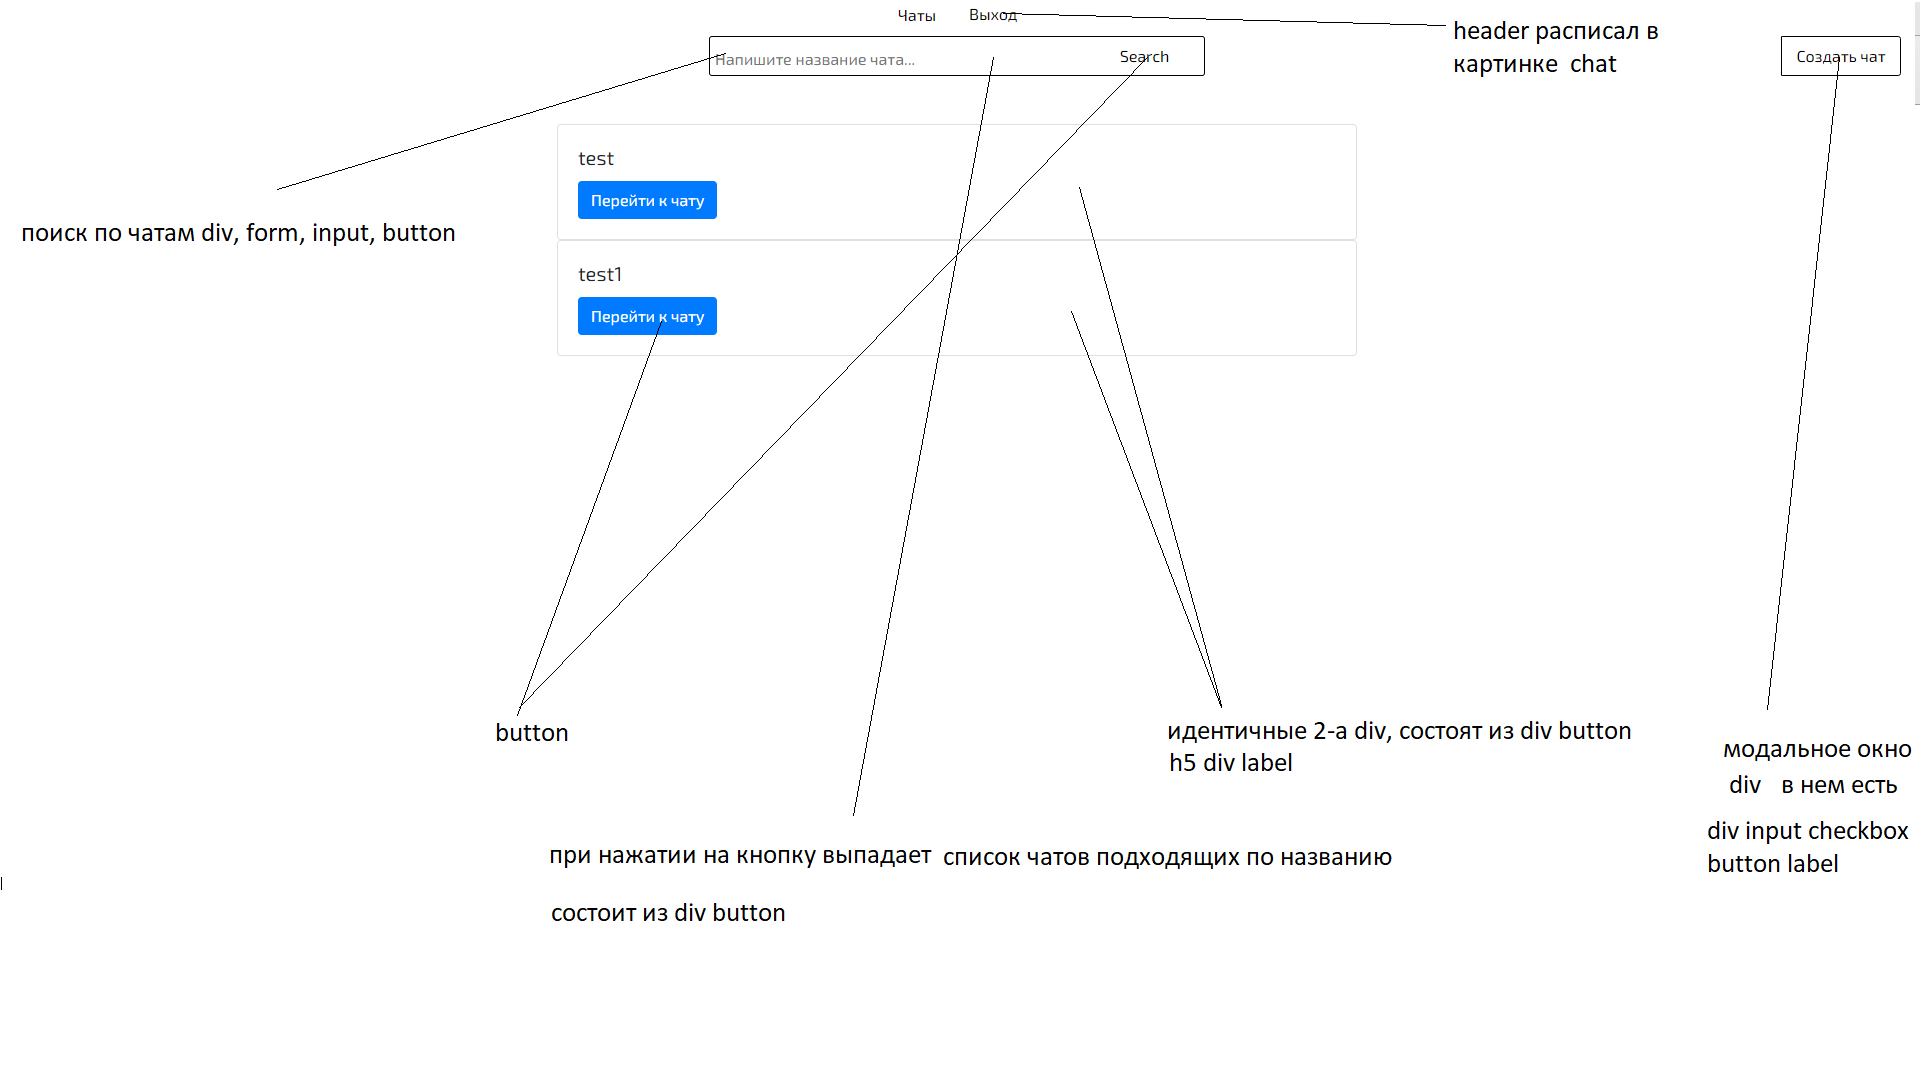 Чаты
Выход
header расписал в
картинке chat
Напишите название чата...
Search
Создать чат
test
Перейти к чату
поиск по чатам div, form, input, button
test1
Перейти к чату
button
идентичные 2-а div, состоят из div button
h5 div label
модальное окно
div в нем есть
div input checkbox
button label
при нажатии на кнопку выпадает список чатов подходящих по названию
состоит из div button